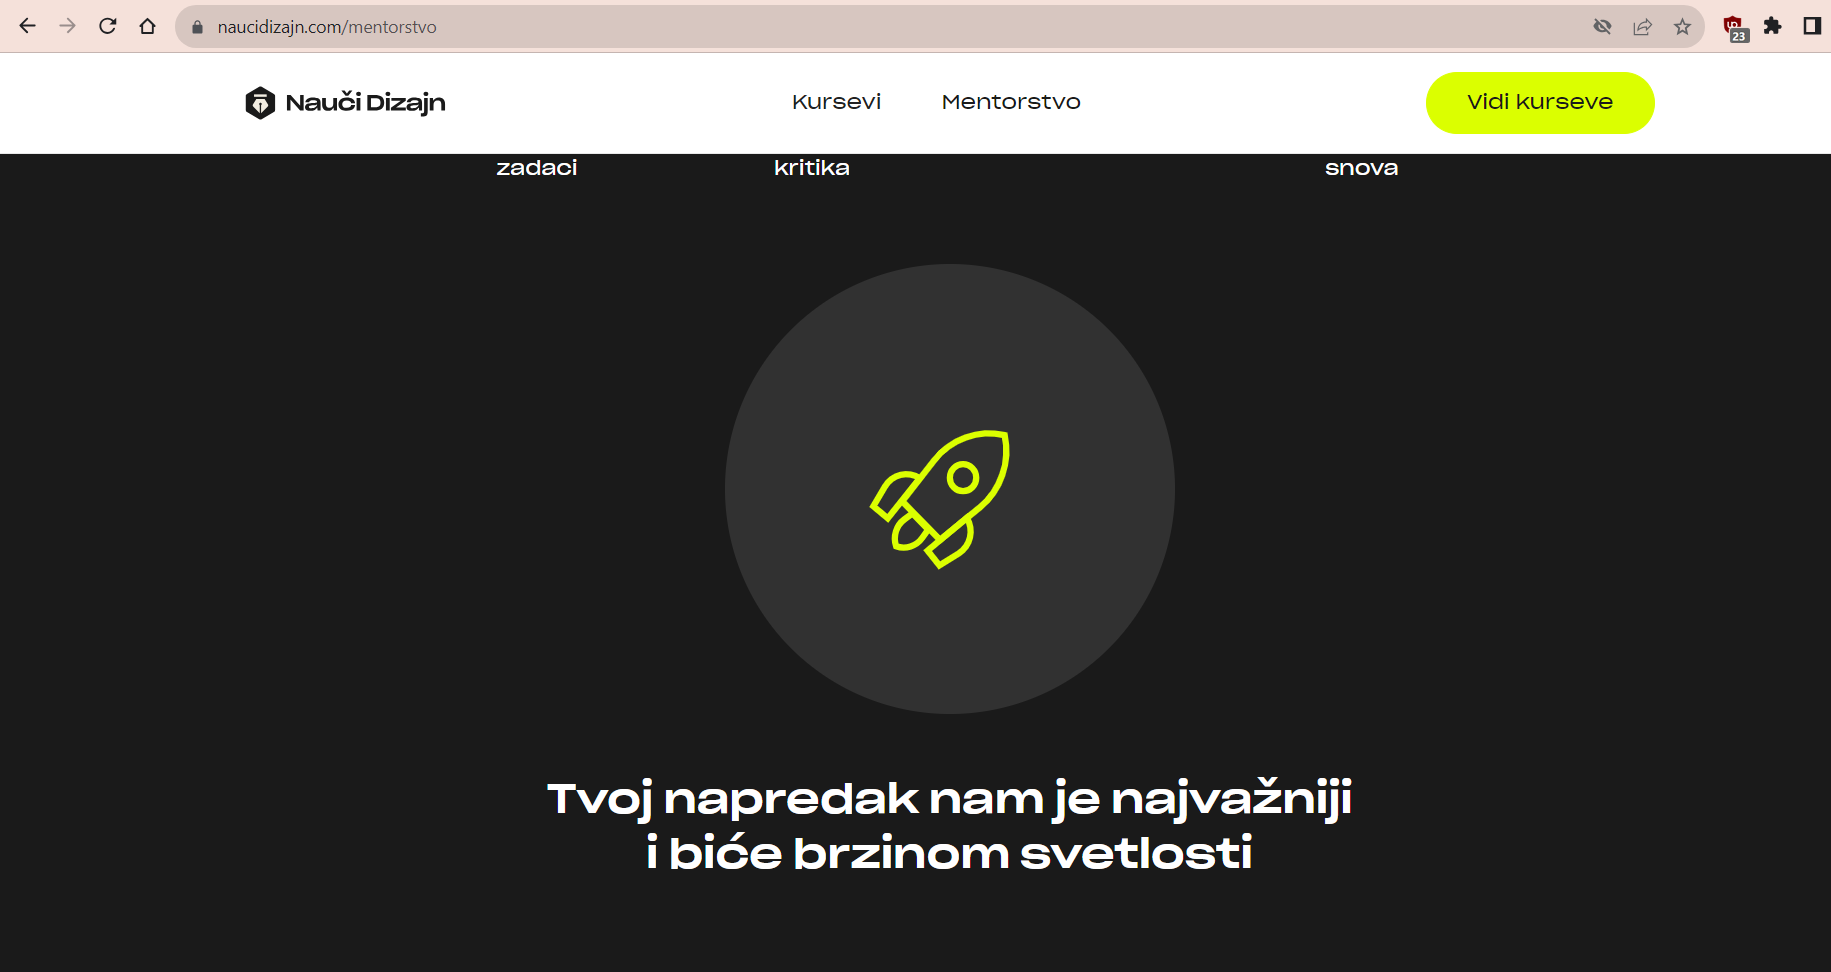 naucidizajn.com/mentorstvo
23
Nauči Dizajn
Kursevi
Mentorstvo
Vidi kurseve
zadaci
kritika
snova
Tvoj napredak nam je najvažniji
i biće brzinom svetlosti